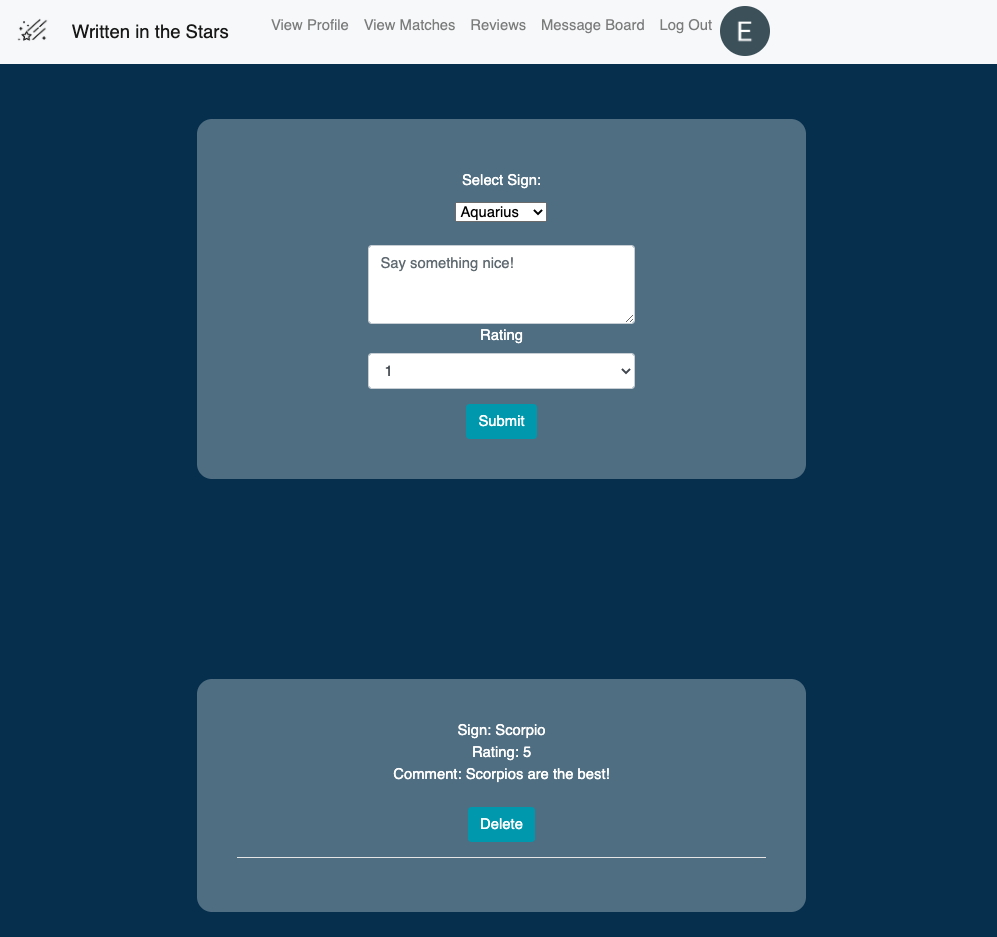 Written in the Stars View Profile View Matches Reviews Message Board Log Out E
Select Sign:
Aquarius
Say something nice!
Rating
1
Submit
Sign: Scorpio
Rating: 5
Comment: Scorpios are the best!
Delete